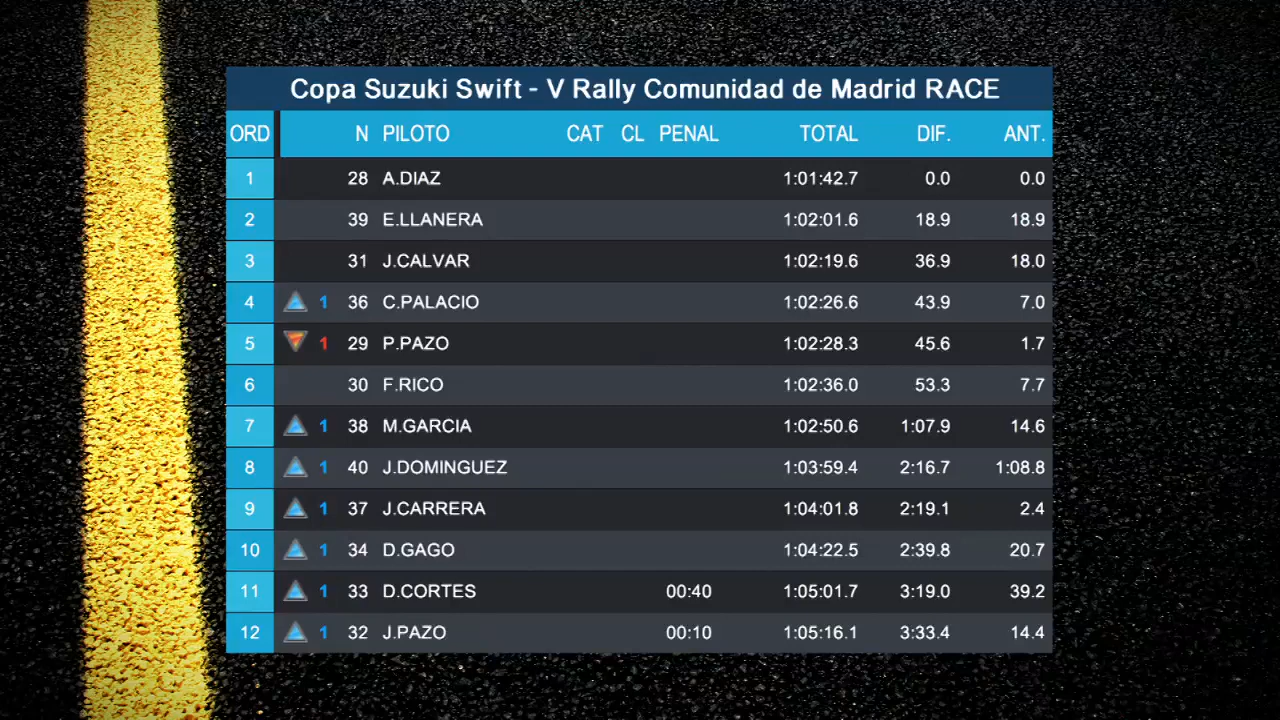 Copa Suzuki Swift - V Rally Comunidad de Madrid RACE
ORD N PILOTO CAT CL PENAL TOTAL DIF. ANT.
1 28 A.DIAZ 1:01:42.7 0.0 0.0
2 39 E.LLANERA 1:02:01.6 18.9 18.9
3 31 J.CALVAR 1:02:19.6 36.9 18.0
4 1 36 C.PALACIO 1:02:26.6 43.9 7.0
5 1 29 P.PAZO 1:02:28.3 45.6 1.7
6 30 F.RICO 1:02:36.0 53.3 7.7
7 1 38 M.GARCIA 1:02:50.6 1:07.9 14.6
8 1 40 J.DOMINGUEZ 1:03:59.4 2:16.7 1:08.8
9 1 37 J.CARRERA 1:04:01.8 2:19.1 2.4
10 1 34 D.GAGO 1:04:22.5 2:39.8 20.7
11 1 33 D.CORTES 00:40 1:05:01.7 3:19.0 39.2
12 1 32 J.PAZO 00:10 1:05:16.1 3:33.4 14.4